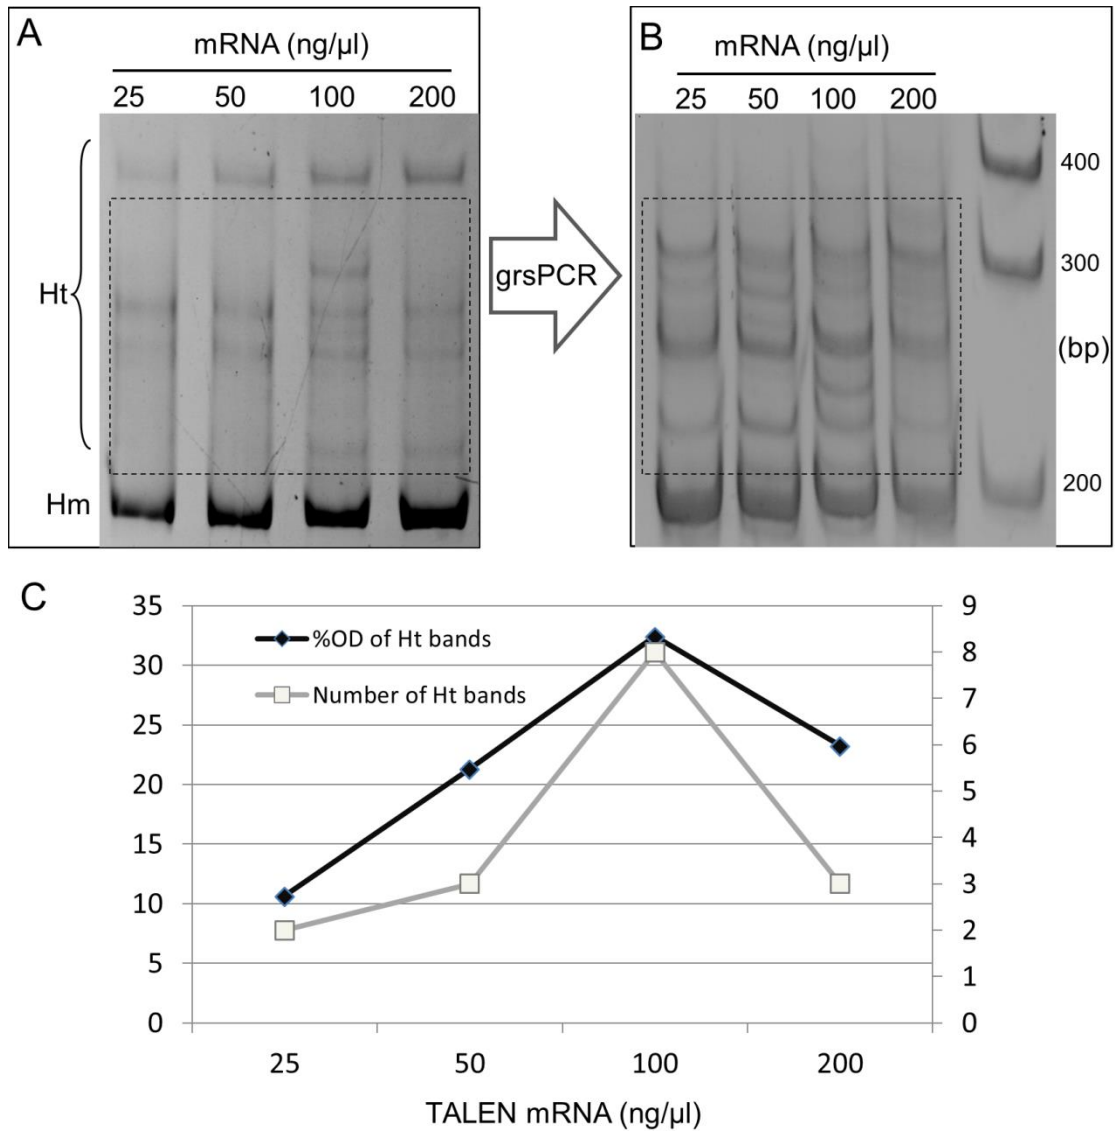 A
mRNA (ng/µl)
25 50 100 200
Ht
Hm
grsPCR
B
mRNA (ng/µl)
25 50 100 200
400
300
(bp)
200
C
35
30
25
20
15
10
5
0
%OD of Ht bands
Number of Ht bands
9
8
7
6
5
4
3
2
1
0
25 50 100 200
TALEN mRNA (ng/µl)